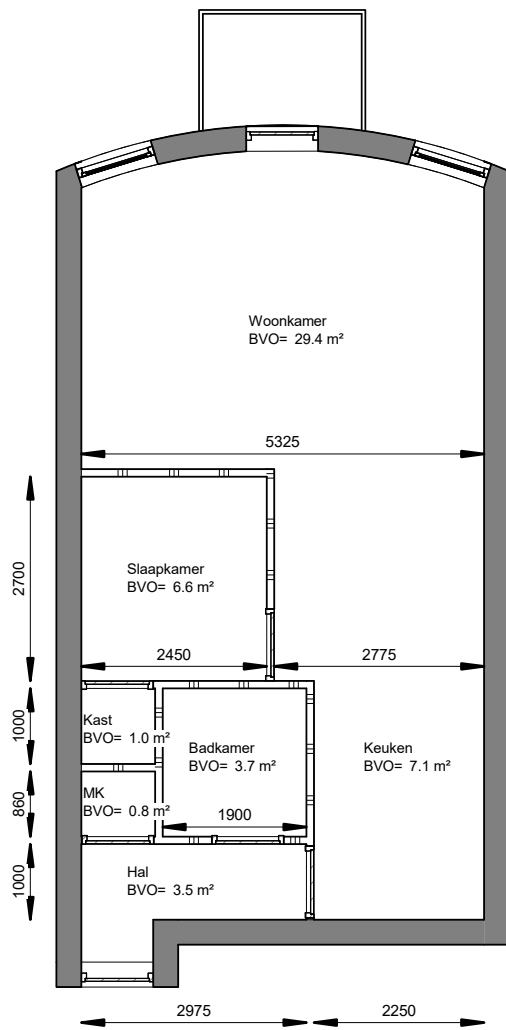 Woonkamer
BVO= 29.4 m²
5325
2700
Slaapkamer
BVO= 6.6 m²
2450
2775
1000
Kast
BVO= 1.0 m²
Badkamer
BVO= 3.7 m²
Keuken
BVO= 7.1 m²
860
MK
BVO= 0.8 m²
1900
1000
Hal
BVO= 3.5 m²
2975
2250